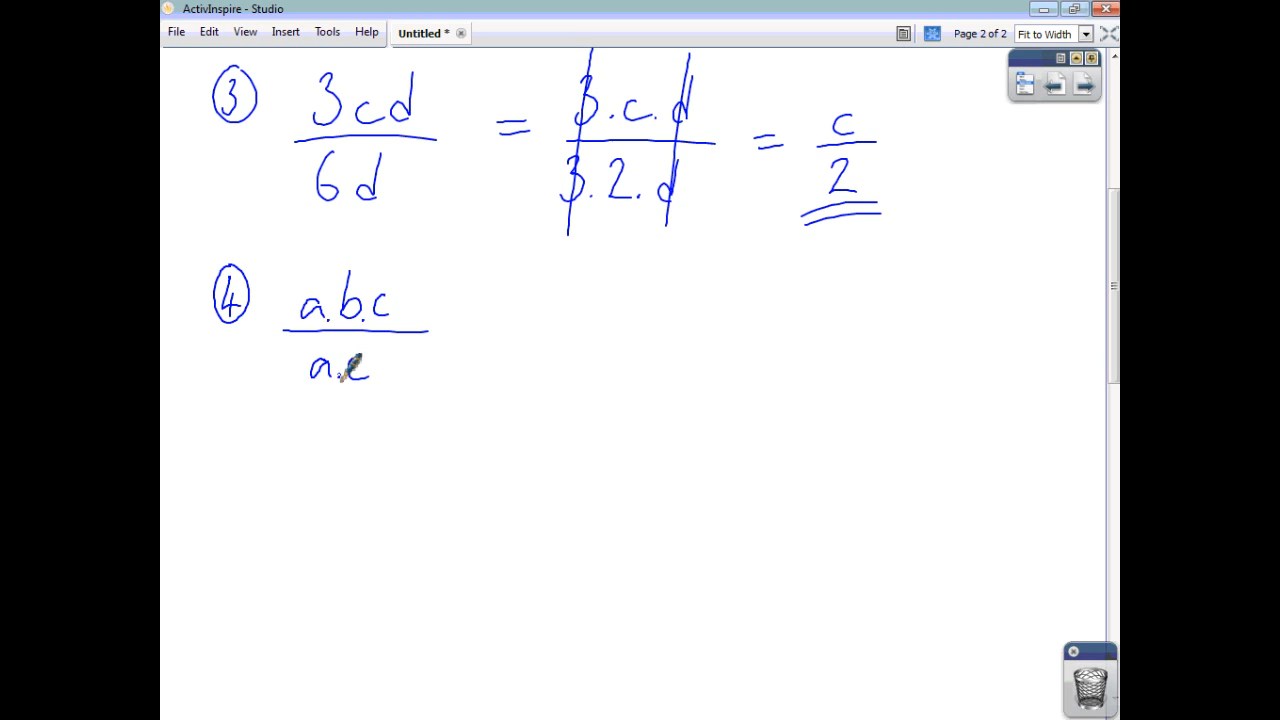 ActivInspire - Studio
File Edit View Insert Tools Help Untitled * Page 2 of 2 Fit to Width
③ 3cd / 6d = 3.c.d / 3.2.d = c / 2
④ a.b.c / a.c